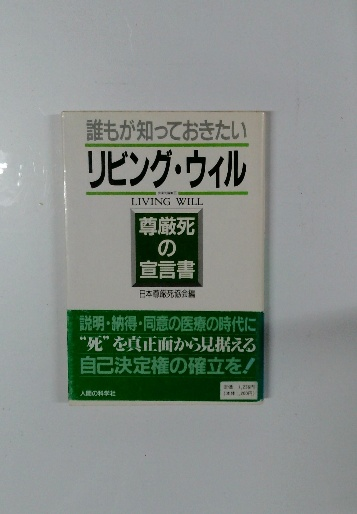 誰もが知っておきたい
リビング・ウィル
LIVING WILL
尊厳死
の
宣言書
日本尊厳死協会編
説明・納得・同意の医療の時代に
“死”を真正面から見据える
自己決定権の確立を！
人間の科学社